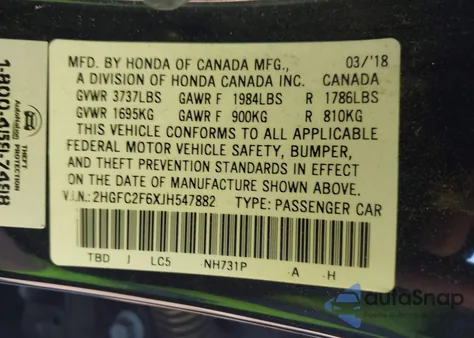 MFD. BY HONDA OF CANADA MFG., 03/'18
A DIVISION OF HONDA CANADA INC. CANADA
GVWR 3737LBS GAWR F 1984LBS R 1786LBS
GVWR 1695KG GAWR F 900KG R 810KG
THIS VEHICLE CONFORMS TO ALL APPLICABLE
FEDERAL MOTOR VEHICLE SAFETY, BUMPER,
AND THEFT PREVENTION STANDARDS IN EFFECT
ON THE DATE OF MANUFACTURE SHOWN ABOVE.
V.I.N.:2HGFC2F6XJH547882 TYPE: PASSENGER CAR
TBD J LC5 NH731P A H
THEFT
PROTECTION
autoSnap